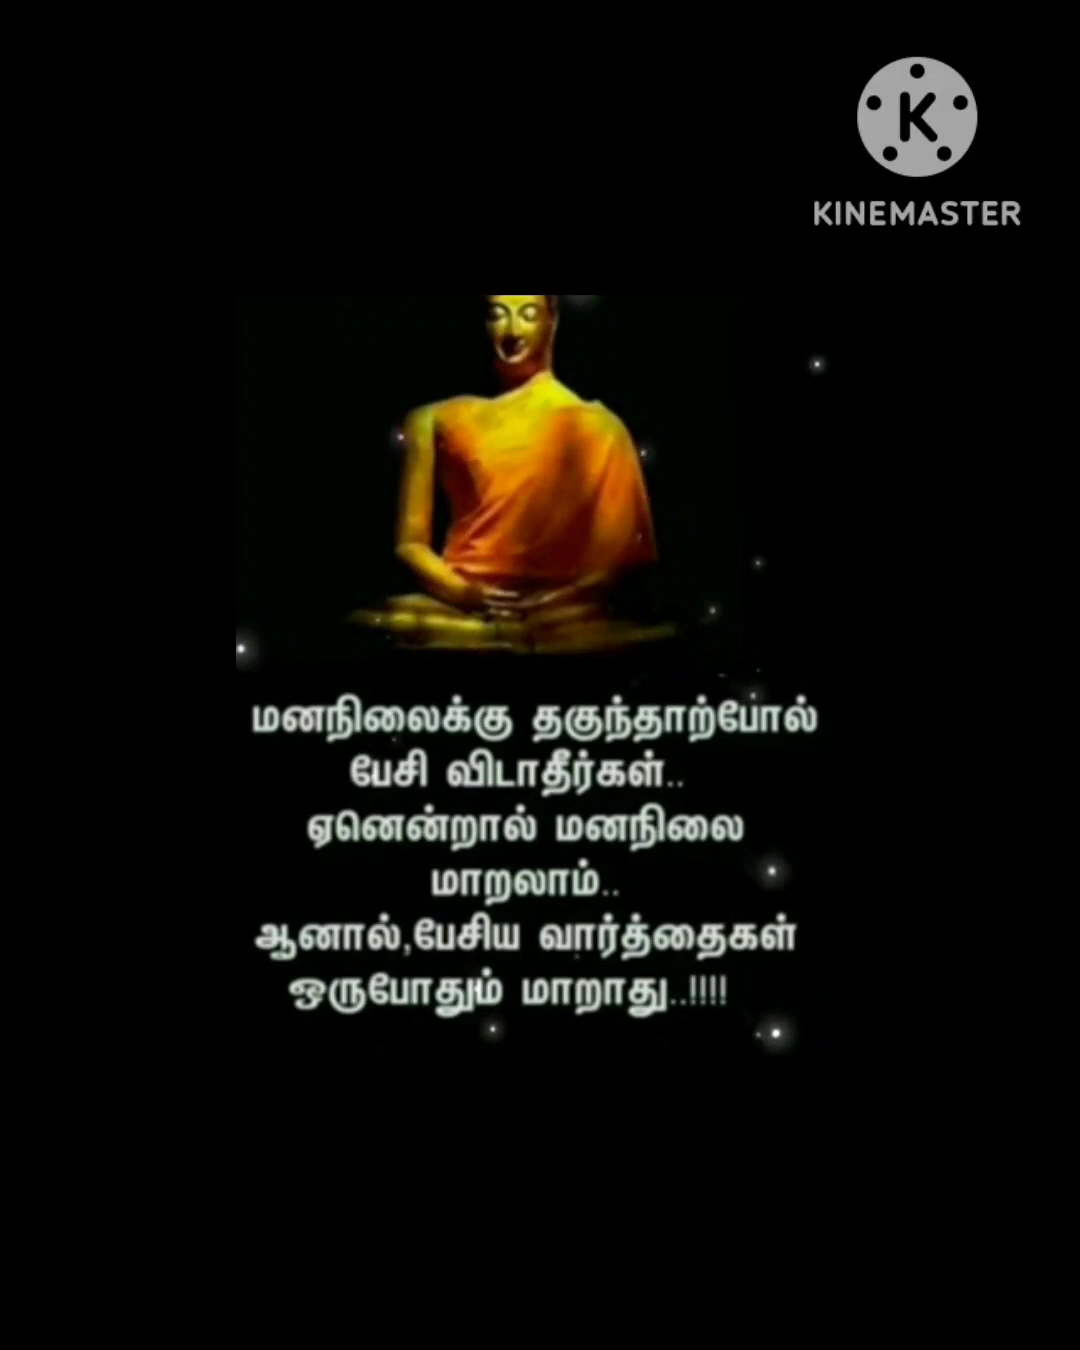 KINEMASTER
மனநிலைக்கு தகுந்தாற்போல்
பேசி விடாதீர்கள்..
ஏனென்றால் மனநிலை
மாறலாம்..
ஆனால்,பேசிய வார்த்தைகள்
ஒருபோதும் மாறாது..!!!!